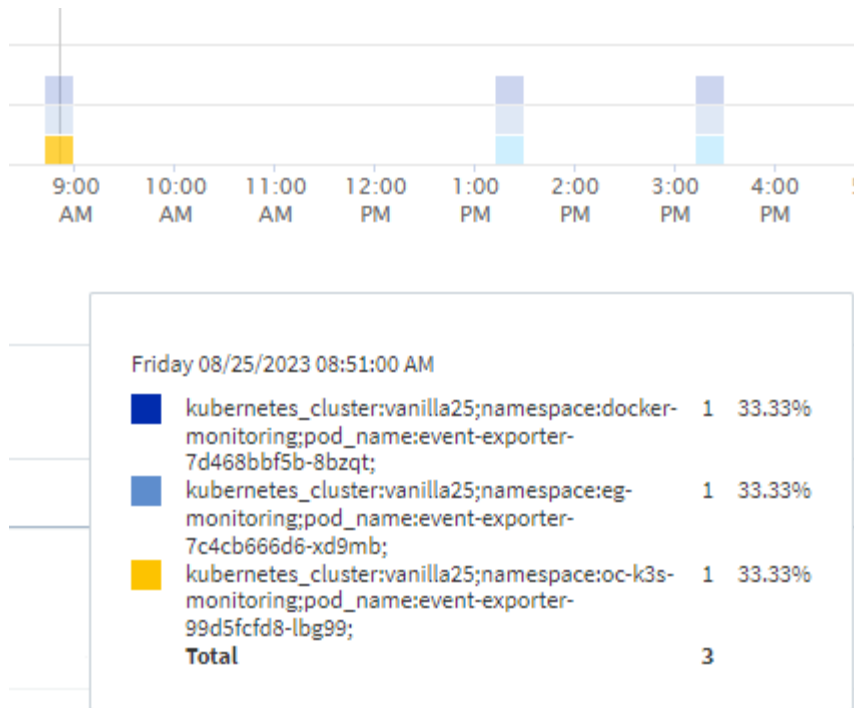 9:00 10:00 11:00 12:00 1:00 2:00 3:00 4:00
AM AM AM PM PM PM PM PM
Friday 08/25/2023 08:51:00 AM
kubernetes_cluster:vanilla25;namespace:docker- 1 33.33%
monitoring;pod_name:event-exporter-
7d468bbf5b-8bzqt;
kubernetes_cluster:vanilla25;namespace:eg- 1 33.33%
monitoring;pod_name:event-exporter-
7c4cb666d6-xd9mb;
kubernetes_cluster:vanilla25;namespace:oc-k3s- 1 33.33%
monitoring;pod_name:event-exporter-
99d5fcfd8-lbg99;
Total 3